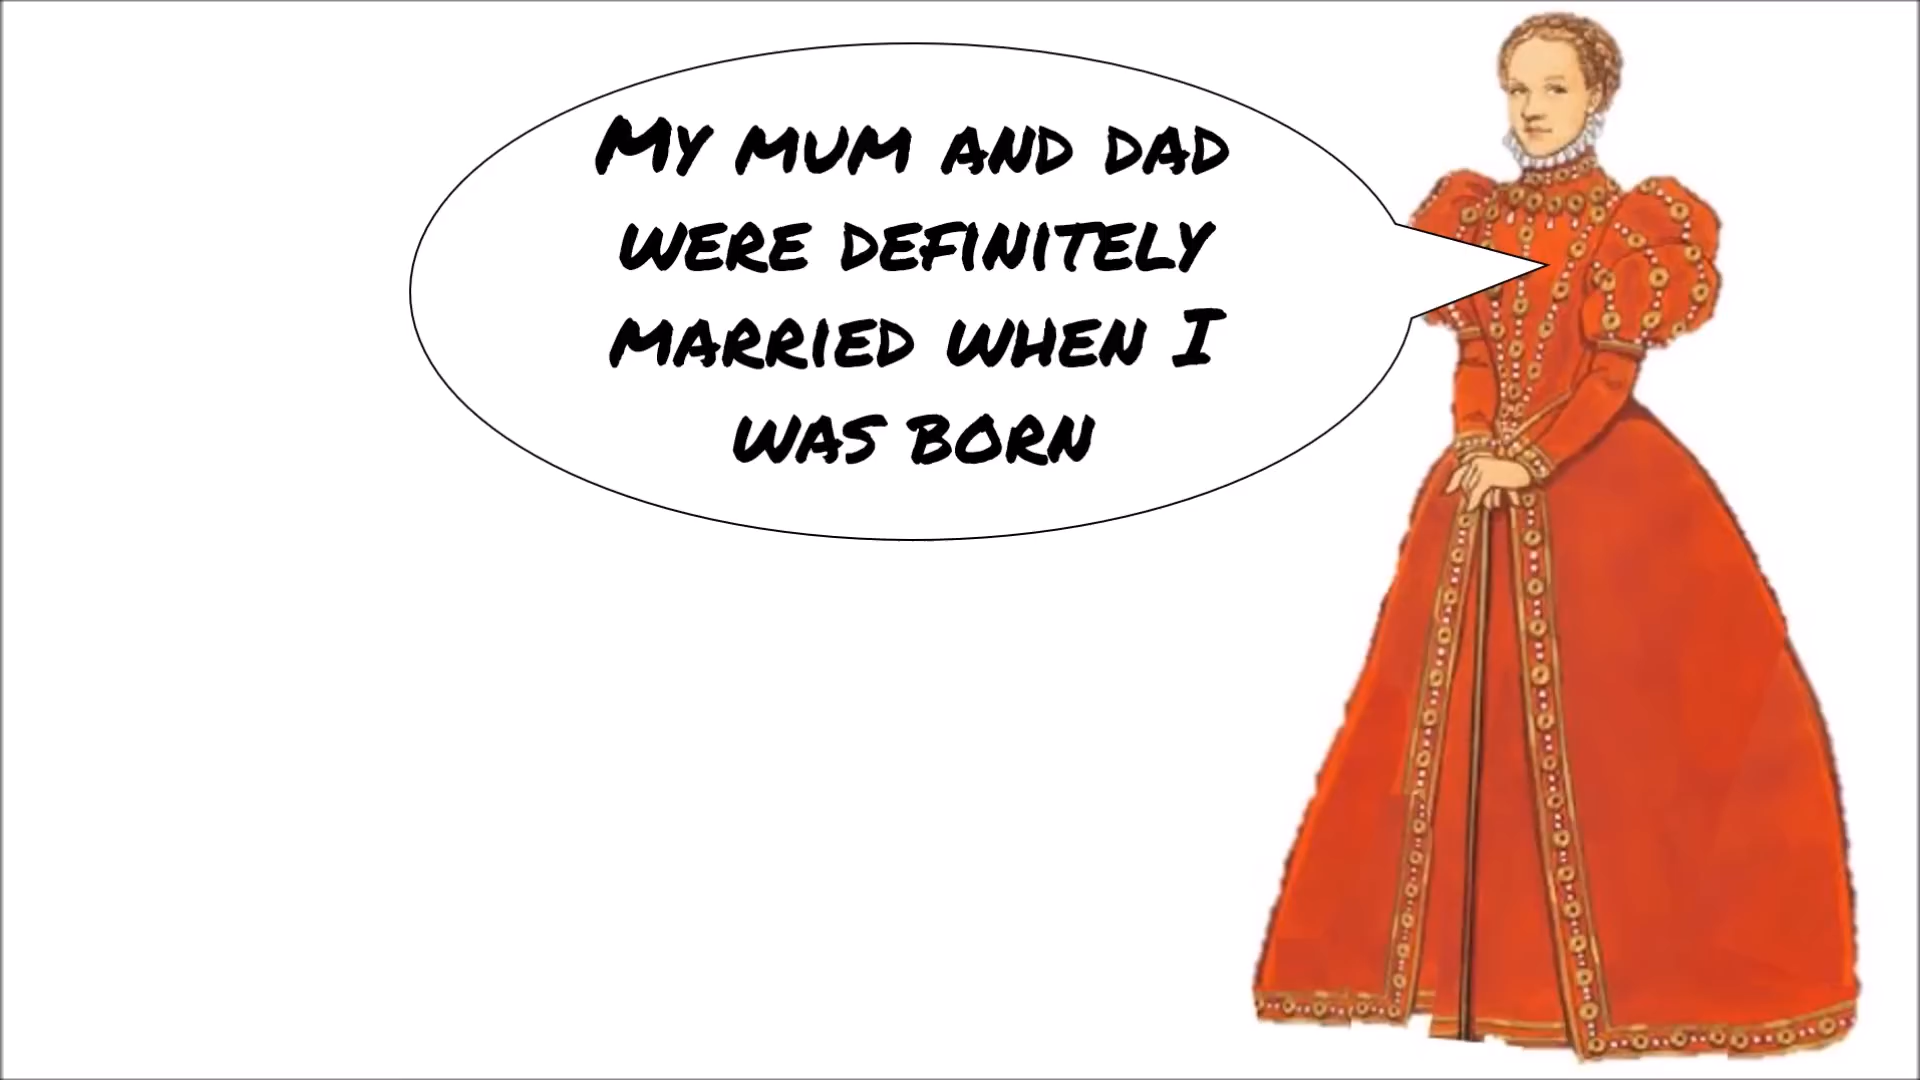 My mum and dad
were definitely
married when I
was born